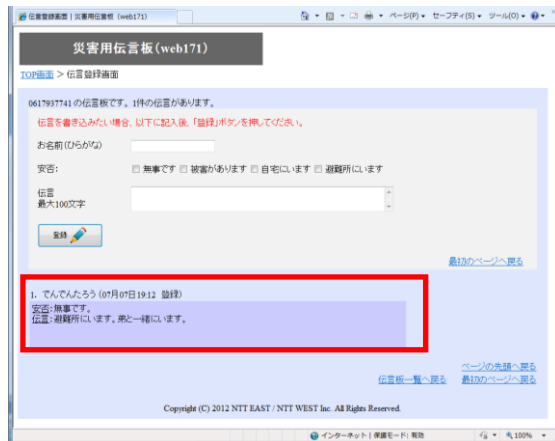 伝言登録画面 | 災害用伝言板 (web171)
ページ(P) セーフティ(S) ツール(O)
災害用伝言板(web171)
TOP画面 > 伝言登録画面
0617937741の伝言板です。1件の伝言があります。
伝言を書き込みたい場合、以下に記入後、「登録」ボタンを押してください。
お名前(ひらがな)
安否: 無事です 被害があります 自宅にいます 避難所にいます
伝言
最大100文字
登録
最初のページへ戻る
1. でんでんたろう (07月07日19:12 登録)
安否:無事です。
伝言:避難所にいます。弟と一緒にいます。
ページの先頭へ戻る
伝言板一覧へ戻る 最初のページへ戻る
Copyright (C) 2012 NTT EAST / NTT WEST Inc. All Rights Reserved.
インターネット | 保護モード: 有効 100%